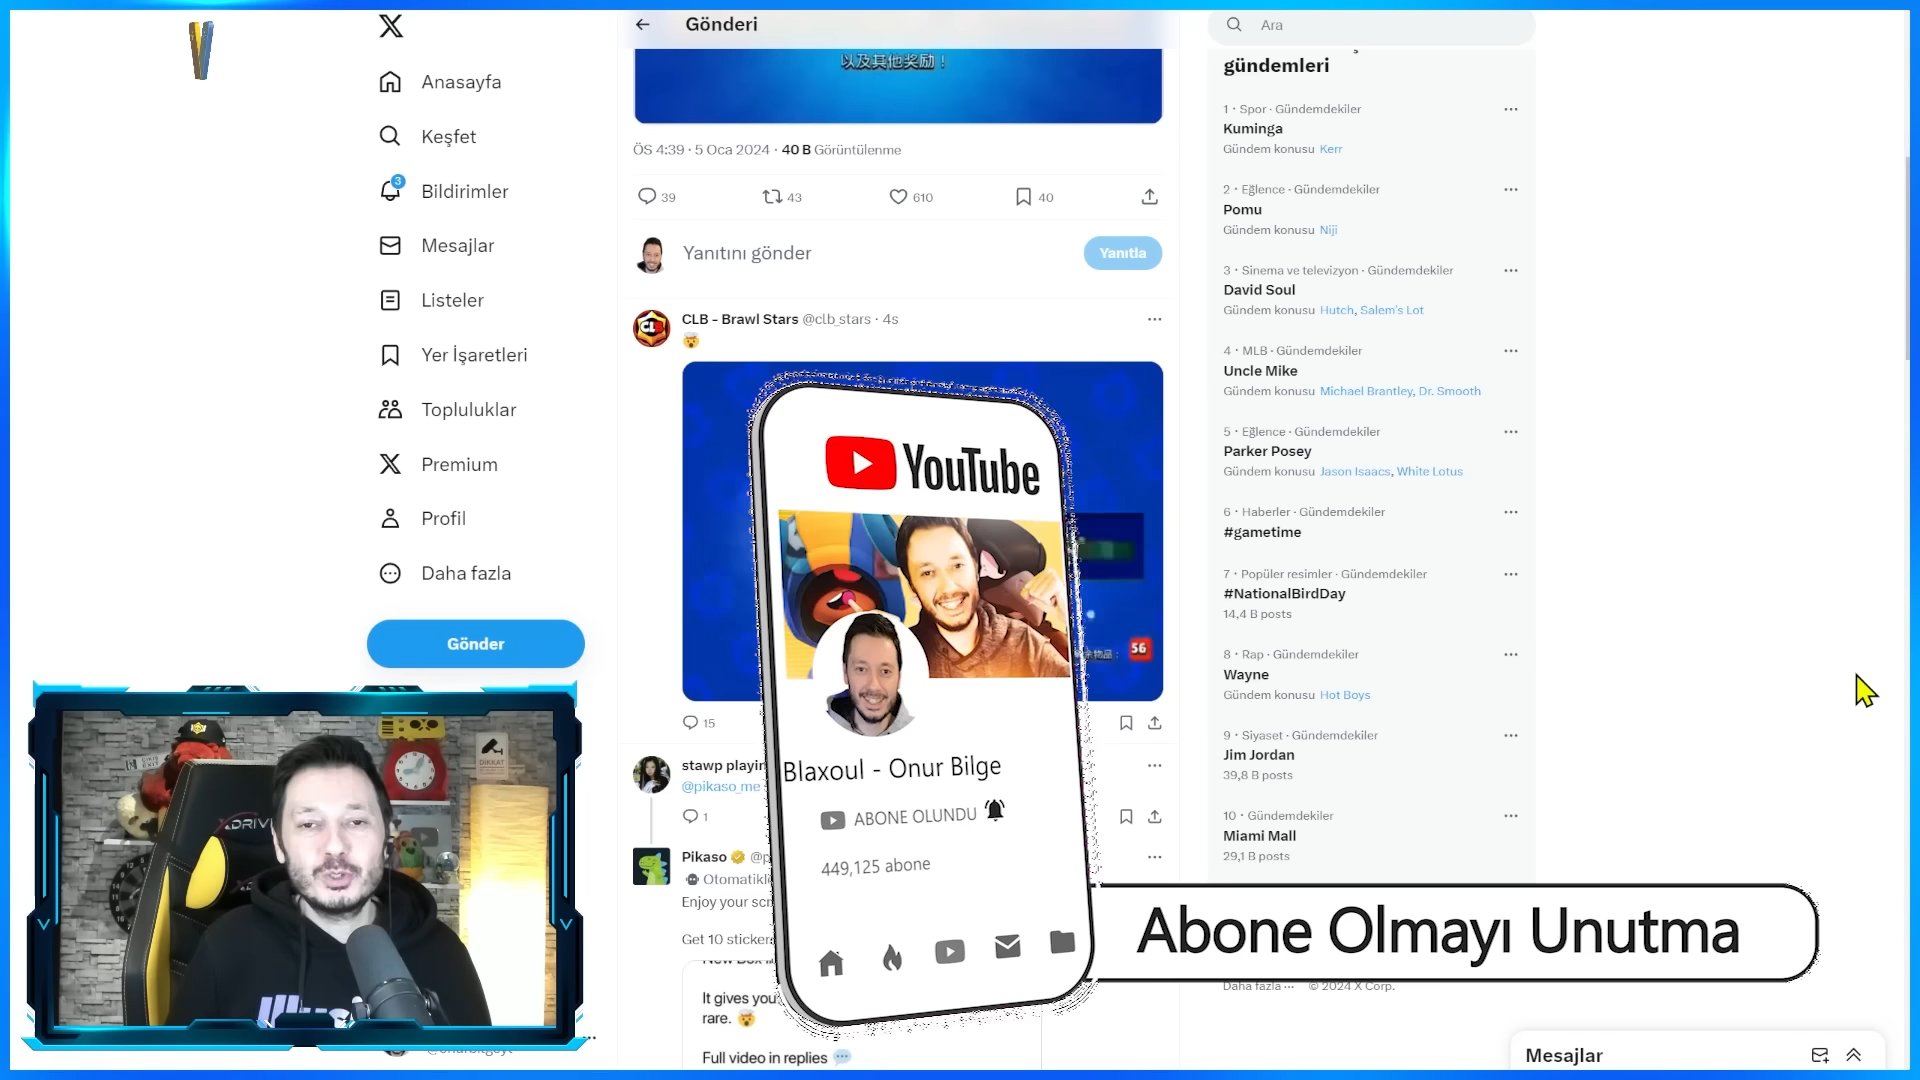 Anasayfa
Keşfet
3
Bildirimler
Mesajlar
Listeler
Yer İşaretleri
Topluluklar
Premium
Profil
Daha fazla
Gönder
Gönderi
以及其他奖励！
ÖS 4:39 · 5 Oca 2024 · 40 B Görüntülenme
39
43
610
40
Yanıtını gönder
Yanıtla
CLB - Brawl Stars @clb_stars · 4s
56
15
stawp playin
@pikaso_me
1
Pikaso
Enjoy your scr
Get 10 sticker
It gives you
rare.
Full video in replies
YouTube
Blaxoul - Onur Bilge
ABONE OLUNDU
449,125 abone
Abone Olmayı Unutma
DİKKAT
Ara
gündemleri
1 · Spor · Gündemdekiler
Kuminga
Gündem konusu Kerr
2 · Eğlence · Gündemdekiler
Pomu
Gündem konusu Niji
3 · Sinema ve televizyon · Gündemdekiler
David Soul
Gündem konusu Hutch, Salem's Lot
4 · MLB · Gündemdekiler
Uncle Mike
Gündem konusu Michael Brantley, Dr. Smooth
5 · Eğlence · Gündemdekiler
Parker Posey
Gündem konusu Jason Isaacs, White Lotus
6 · Haberler · Gündemdekiler
#gametime
7 · Popüler resimler · Gündemdekiler
#NationalBirdDay
14,4 B posts
8 · Rap · Gündemdekiler
Wayne
Gündem konusu Hot Boys
9 · Siyaset · Gündemdekiler
Jim Jordan
39,8 B posts
10 · Gündemdekiler
Miami Mall
29,1 B posts
Daha fazla ··· © 2024 X Corp.
Mesajlar